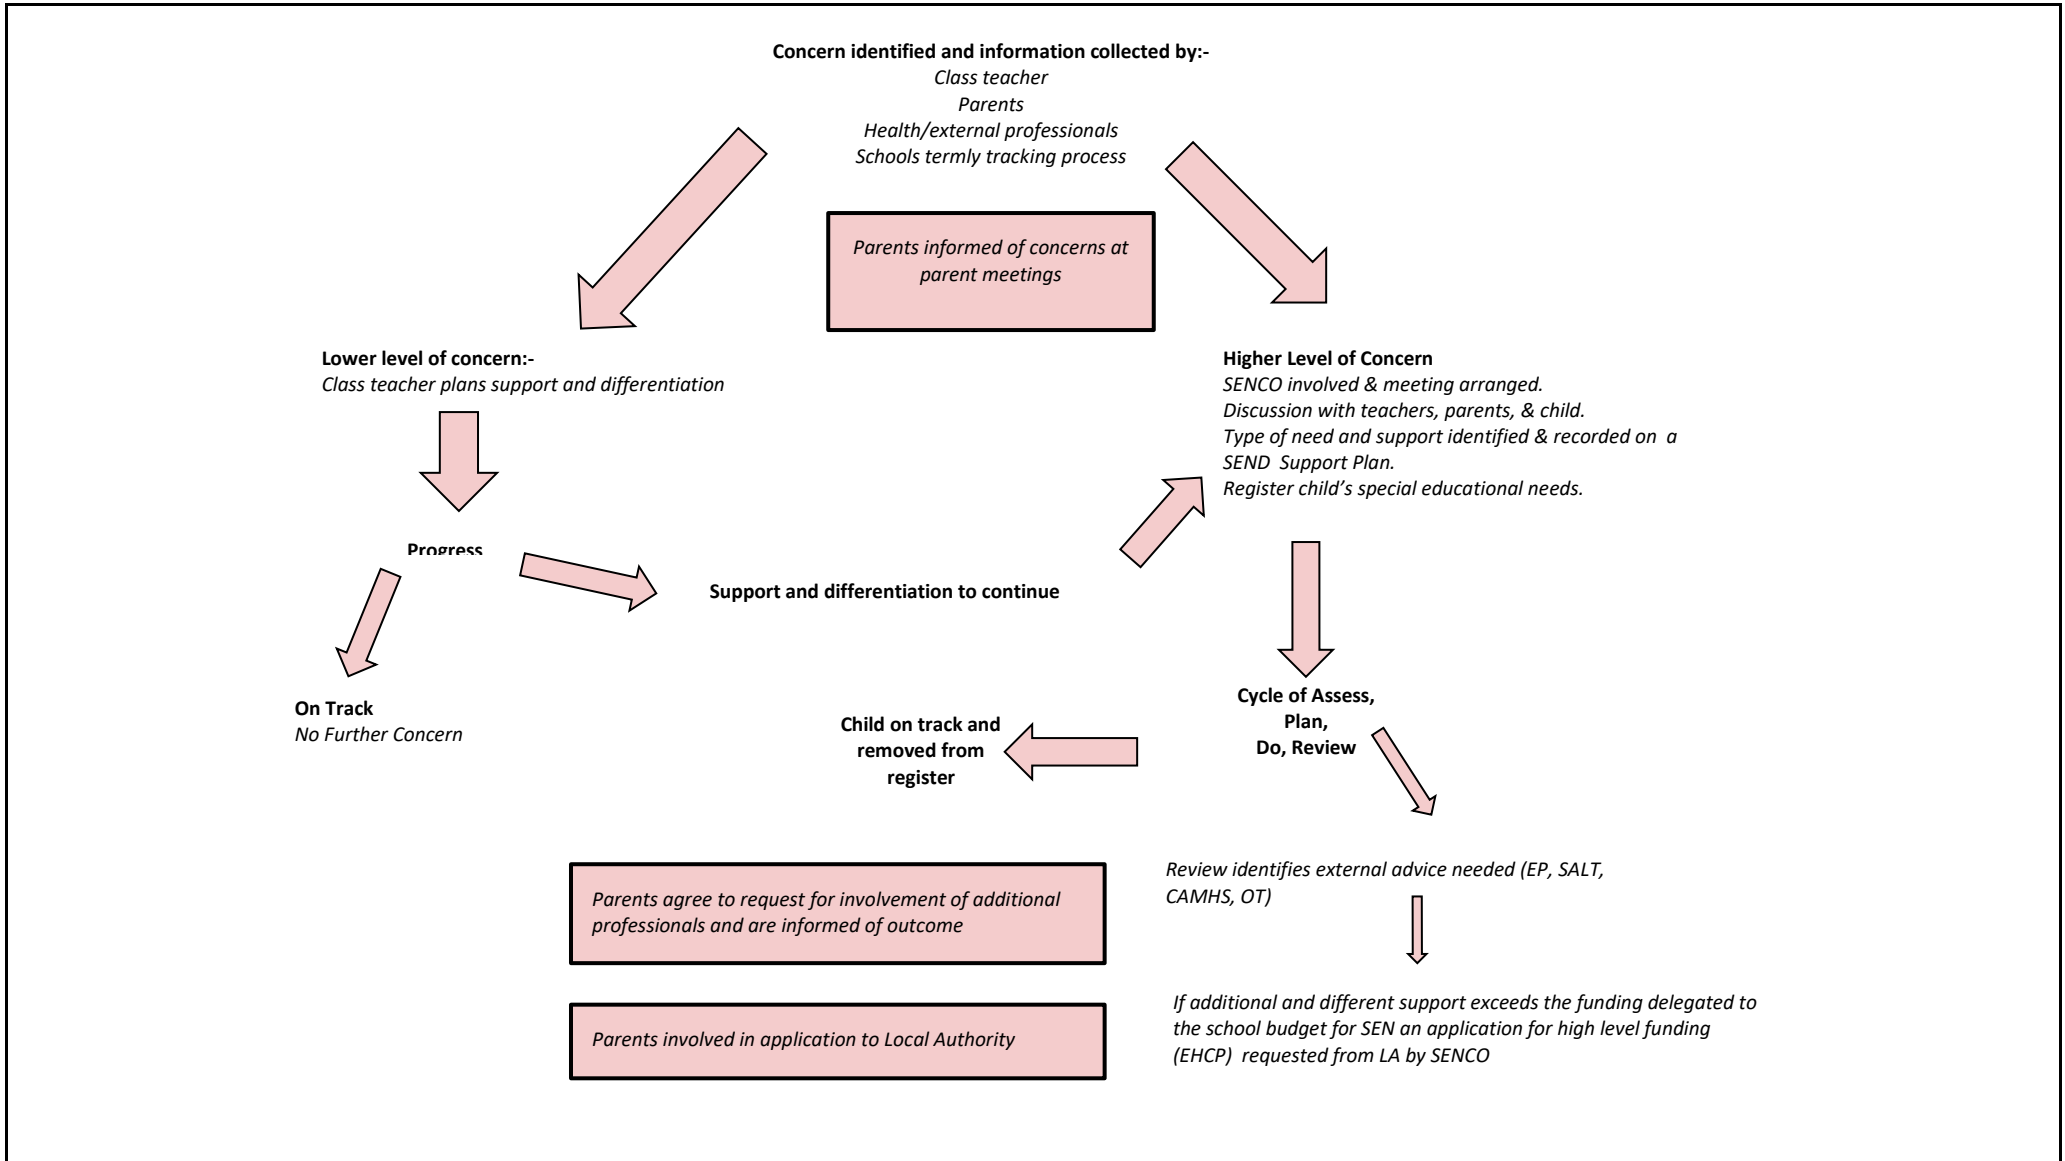 Concern identified and information collected by:-
Class teacher
Parents
Health/external professionals
Schools termly tracking process
Parents informed of concerns at
parent meetings
Lower level of concern:-
Class teacher plans support and differentiation
Higher Level of Concern
SENCO involved & meeting arranged.
Discussion with teachers, parents, & child.
Type of need and support identified & recorded on a
SEND Support Plan.
Register child’s special educational needs.
Progress
Support and differentiation to continue
On Track
No Further Concern
Child on track and
removed from
register
Cycle of Assess,
Plan,
Do, Review
Parents agree to request for involvement of additional
professionals and are informed of outcome
Review identifies external advice needed (EP, SALT,
CAMHS, OT)
Parents involved in application to Local Authority
If additional and different support exceeds the funding delegated to
the school budget for SEN an application for high level funding
(EHCP) requested from LA by SENCO